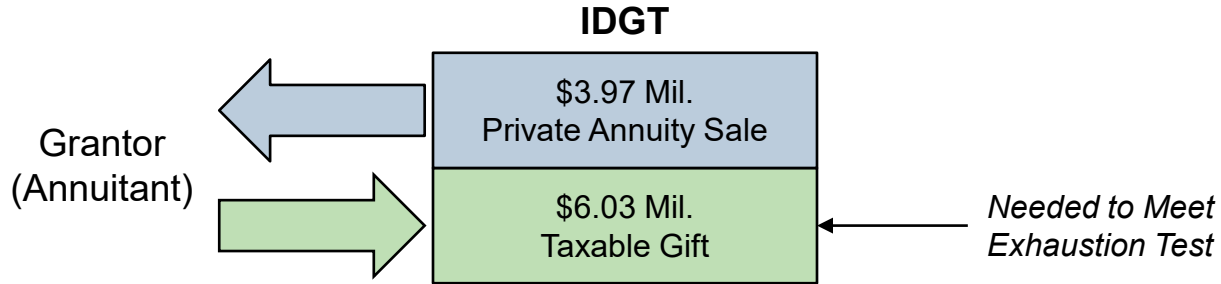 IDGT
$3.97 Mil.
Private Annuity Sale
Grantor
(Annuitant)
$6.03 Mil.
Taxable Gift
Needed to Meet
Exhaustion Test